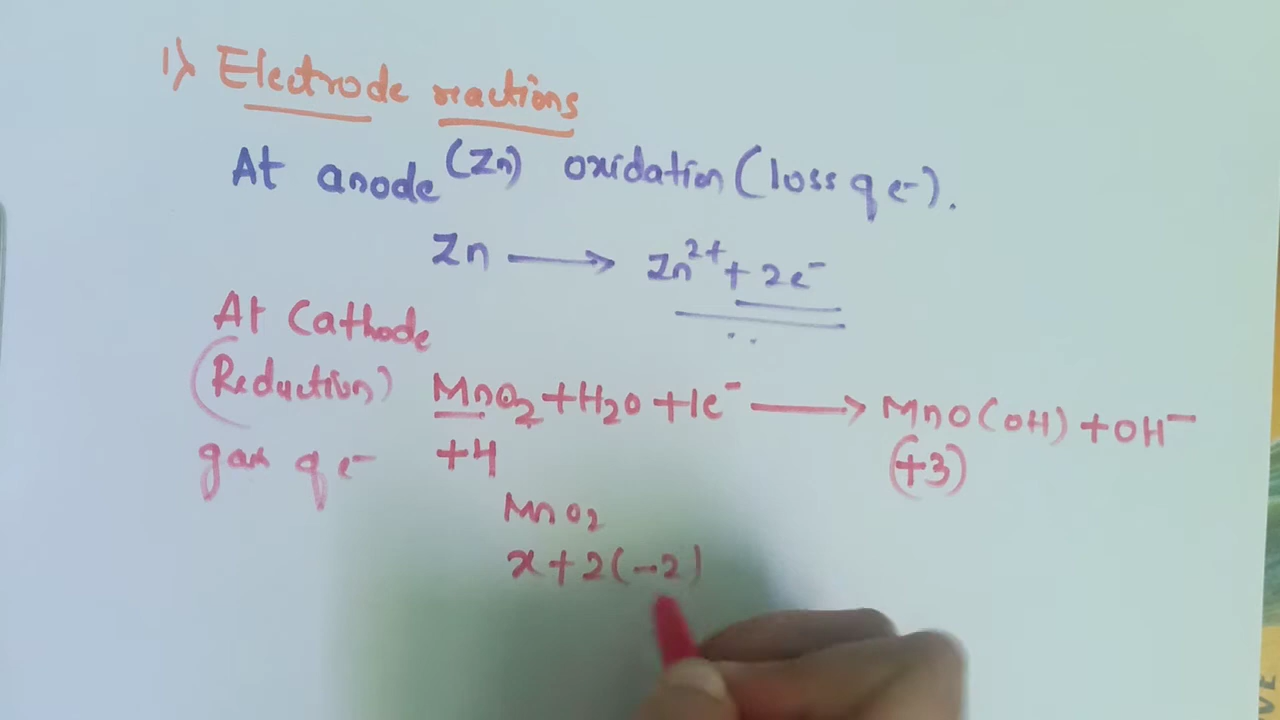 1) Electrode reactions
At anode (Zn) oxidation (loss of e⁻).
Zn ⟶ Zn²⁺ + 2e⁻
At Cathode
(Reduction) MnO₂ + H₂O + 1e⁻ ⟶ MnO(OH) + OH⁻
gain of e⁻ +4 (+3)
MnO₂
x + 2(-2)
VE